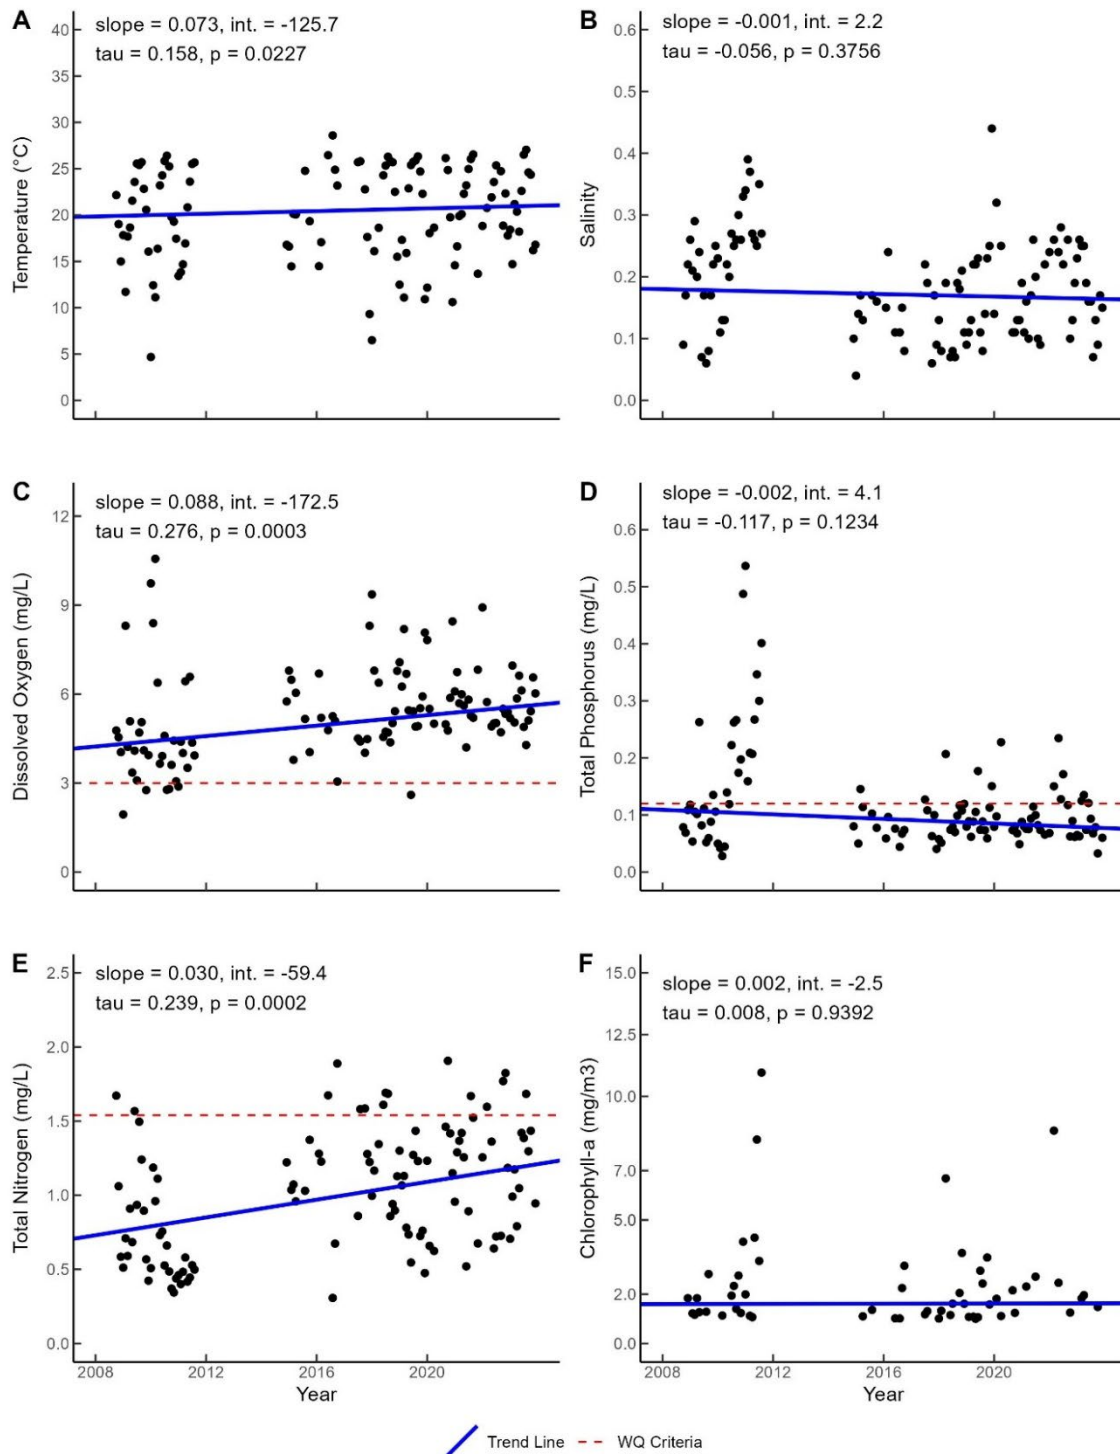 A
slope = 0.073, int. = -125.7
tau = 0.158, p = 0.0227
40
35
30
25
20
15
10
5
0
Temperature (°C)
B
slope = -0.001, int. = 2.2
tau = -0.056, p = 0.3756
0.6
0.5
0.4
0.3
0.2
0.1
0.0
Salinity
C
slope = 0.088, int. = -172.5
tau = 0.276, p = 0.0003
12
9
6
3
0
Dissolved Oxygen (mg/L)
D
slope = -0.002, int. = 4.1
tau = -0.117, p = 0.1234
0.6
0.5
0.4
0.3
0.2
0.1
0.0
Total Phosphorus (mg/L)
E
slope = 0.030, int. = -59.4
tau = 0.239, p = 0.0002
2.5
2.0
1.5
1.0
0.5
0.0
Total Nitrogen (mg/L)
2008 2012 2016 2020
Year
F
slope = 0.002, int. = -2.5
tau = 0.008, p = 0.9392
15.0
12.5
10.0
7.0
5.0
2.0
0.0
Chlorophyll-a (mg/m3)
2008 2012 2016 2020
Year
Trend Line WQ Criteria